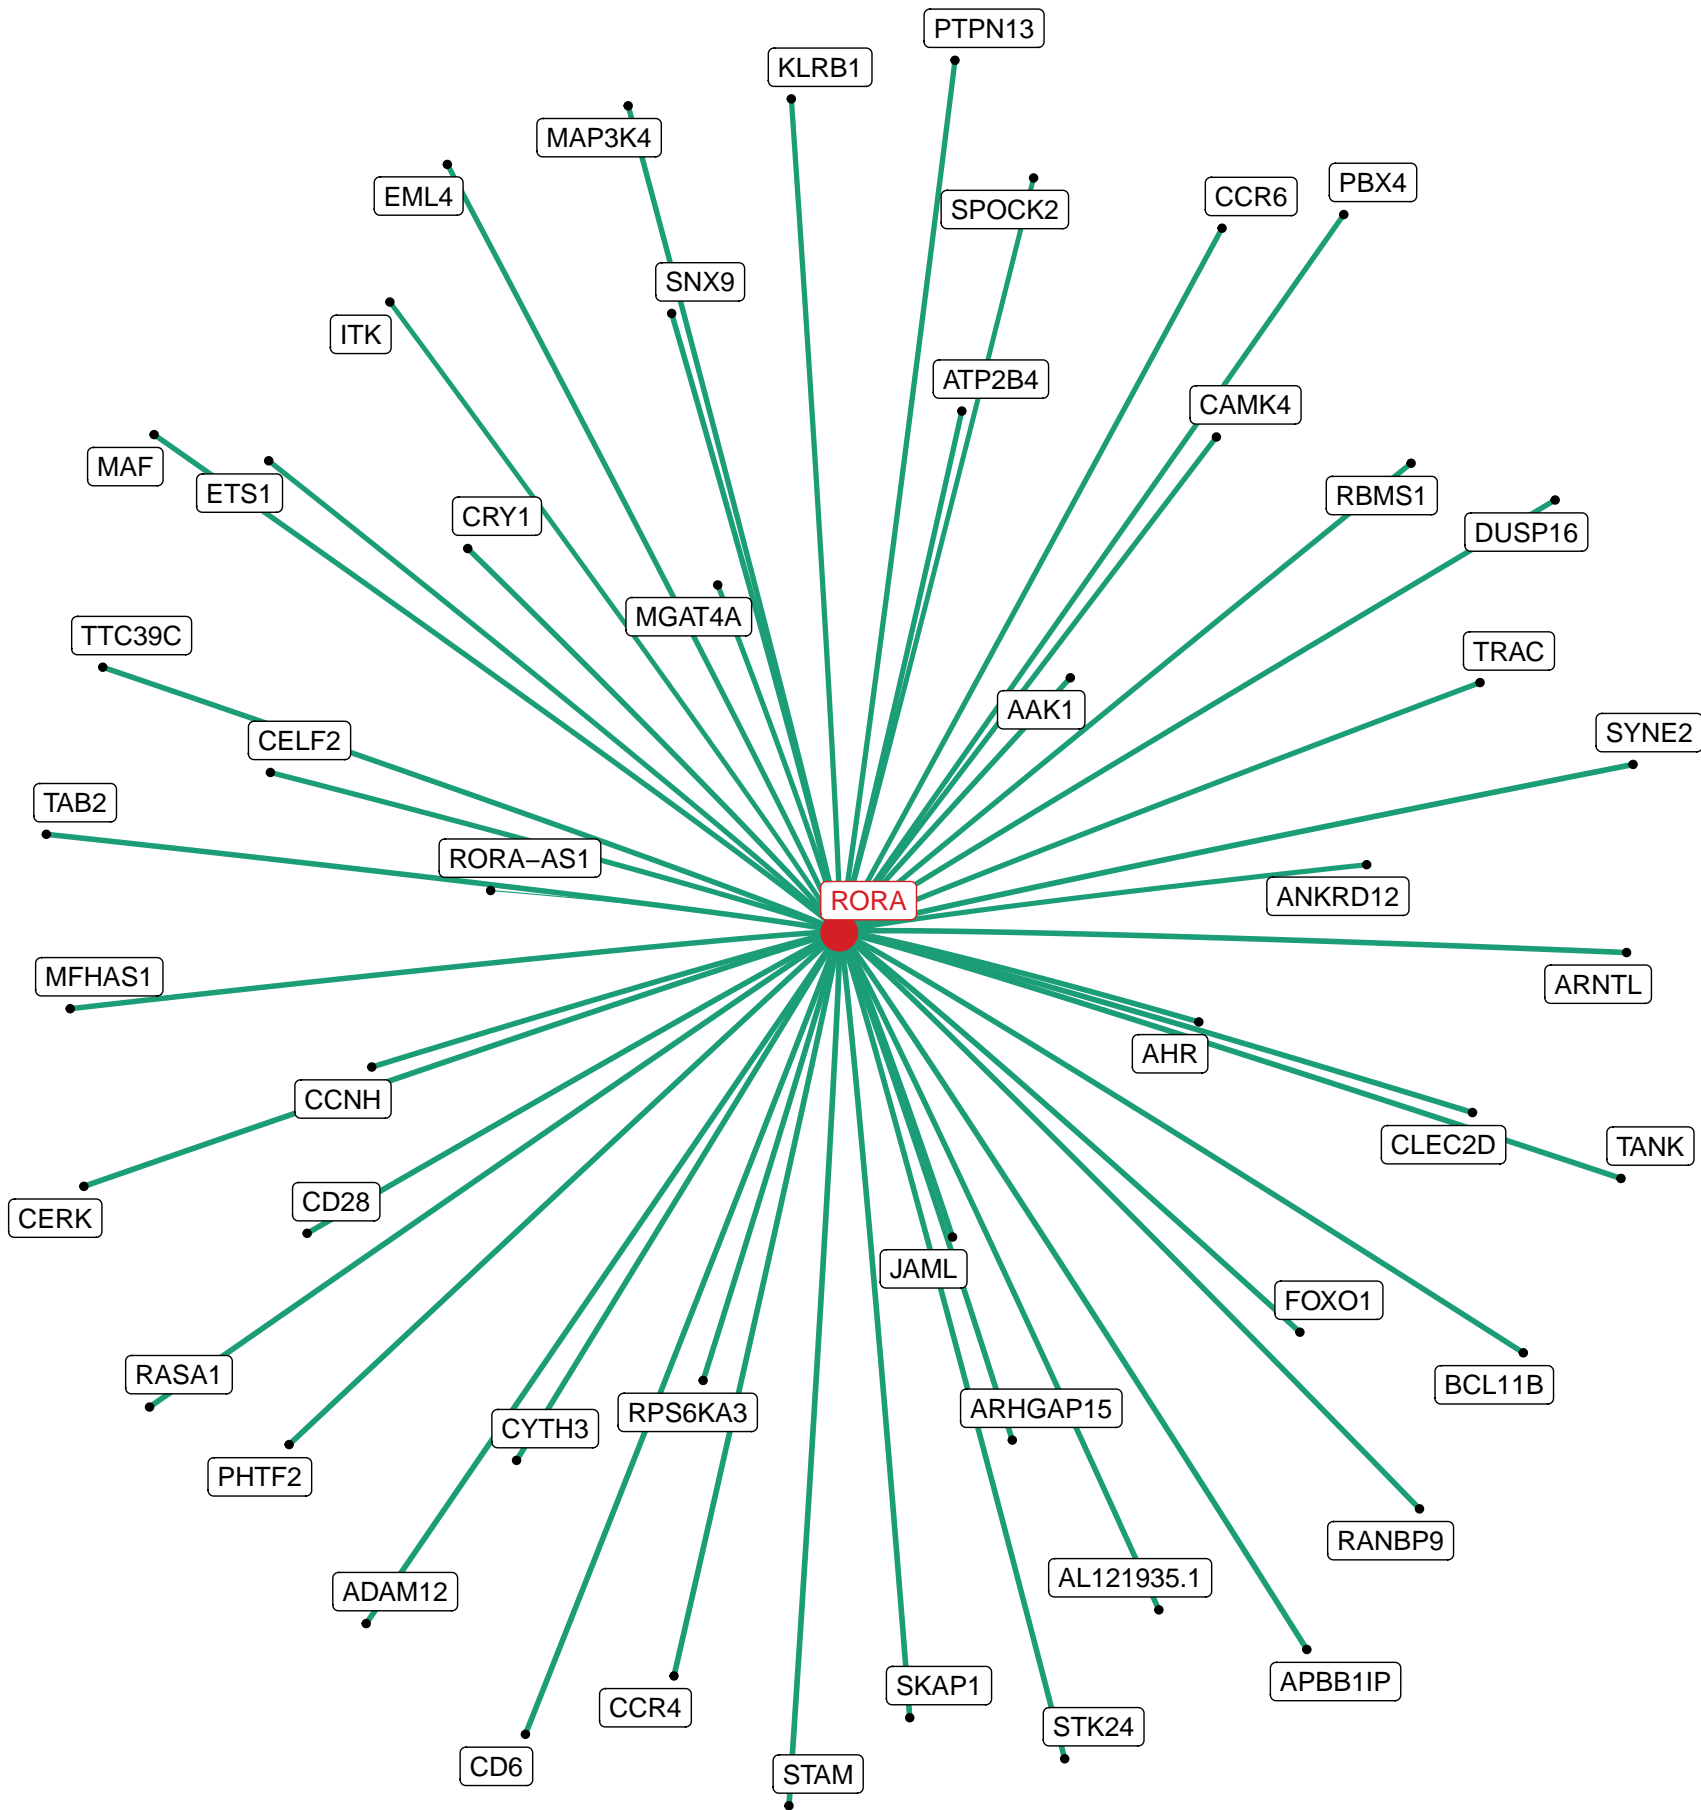 PTPN13
KLRB1
MAP3K4
EML4
SPOCK2
CCR6
PBX4
SNX9
ITK
ATP2B4
CAMK4
MAF
ETS1
CRY1
RBMS1
DUSP16
MGAT4A
TTC39C
TRAC
AAK1
CELF2
SYNE2
TAB2
RORA−AS1
RORA
ANKRD12
MFHAS1
ARNTL
AHR
CCNH
CLEC2D
TANK
CERK
CD28
JAML
FOXO1
RASA1
BCL11B
ARHGAP15
RPS6KA3
CYTH3
PHTF2
RANBP9
AL121935.1
ADAM12
APBB1IP
SKAP1
CCR4
STK24
CD6
STAM